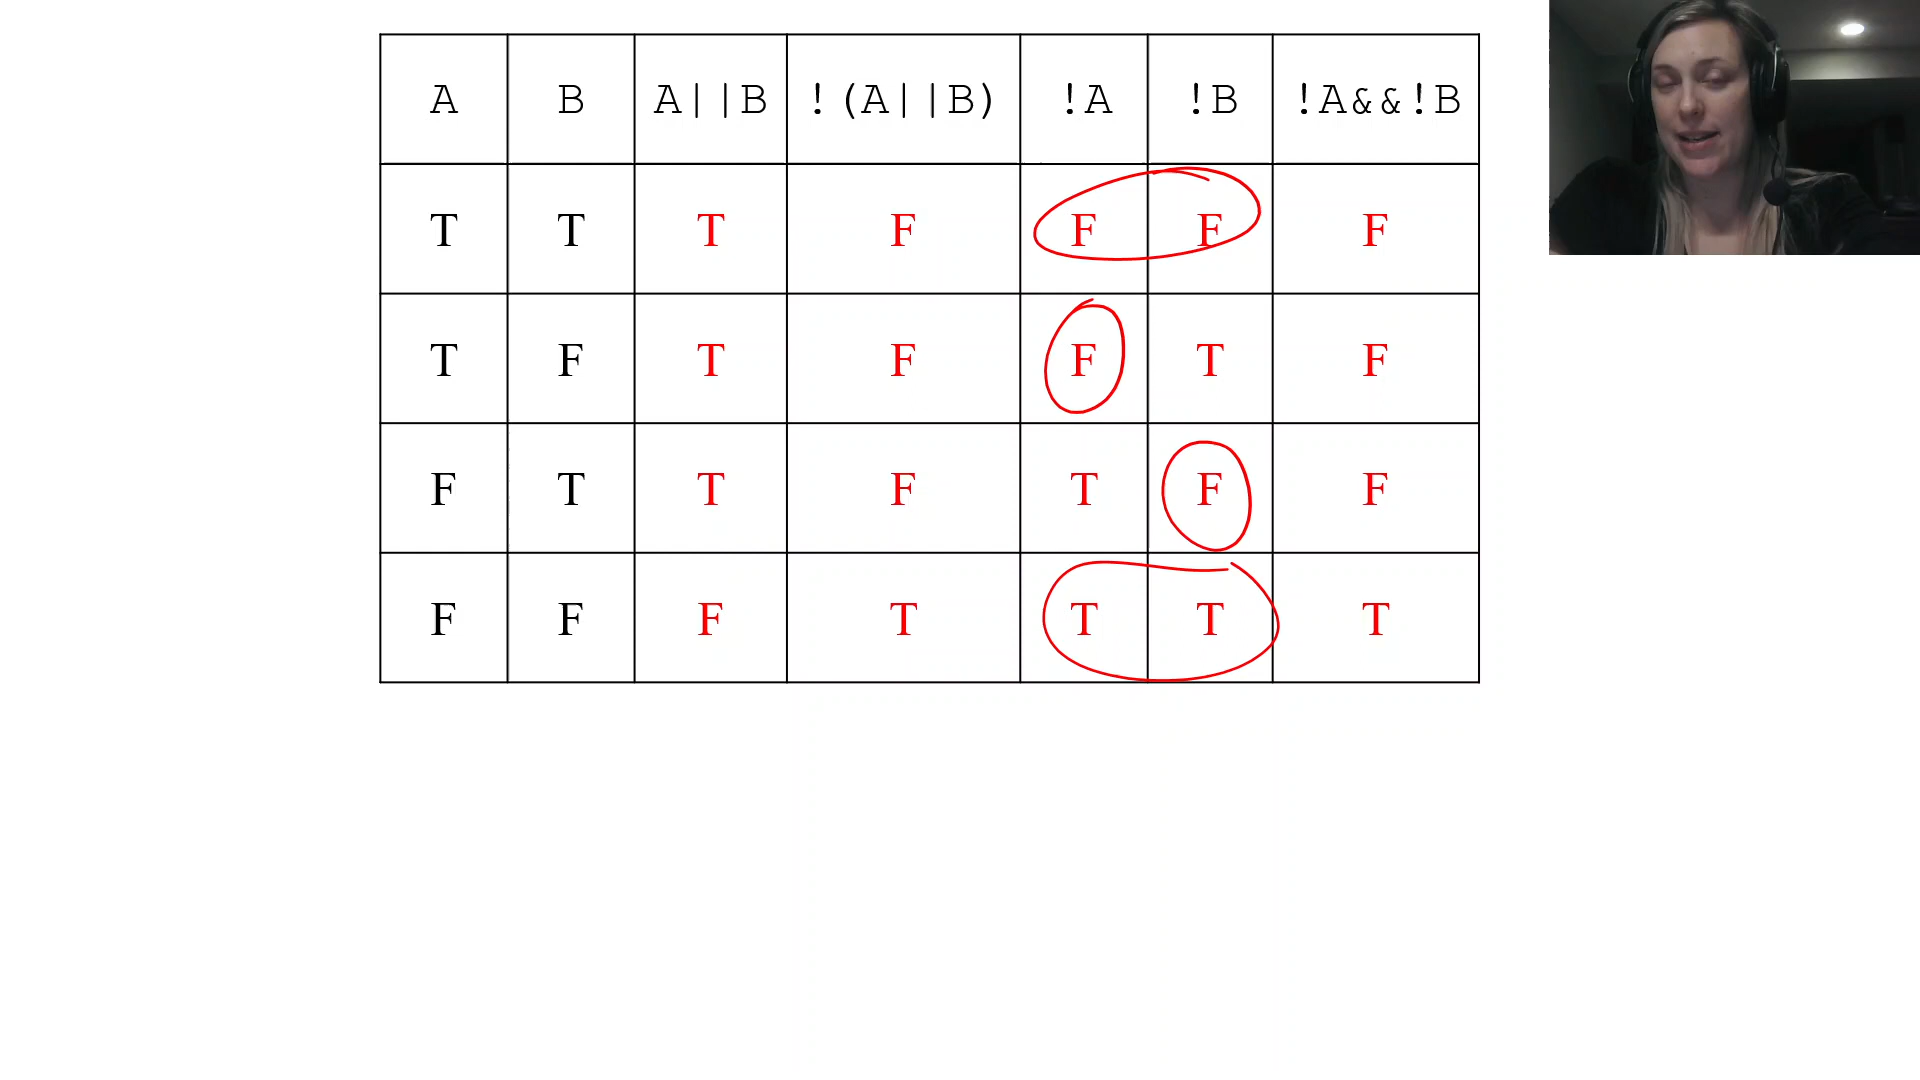 A B A||B !(A||B) !A !B !A&&!B
T T T F F F F
T F T F F T F
F T T F T F F
F F F T T T T